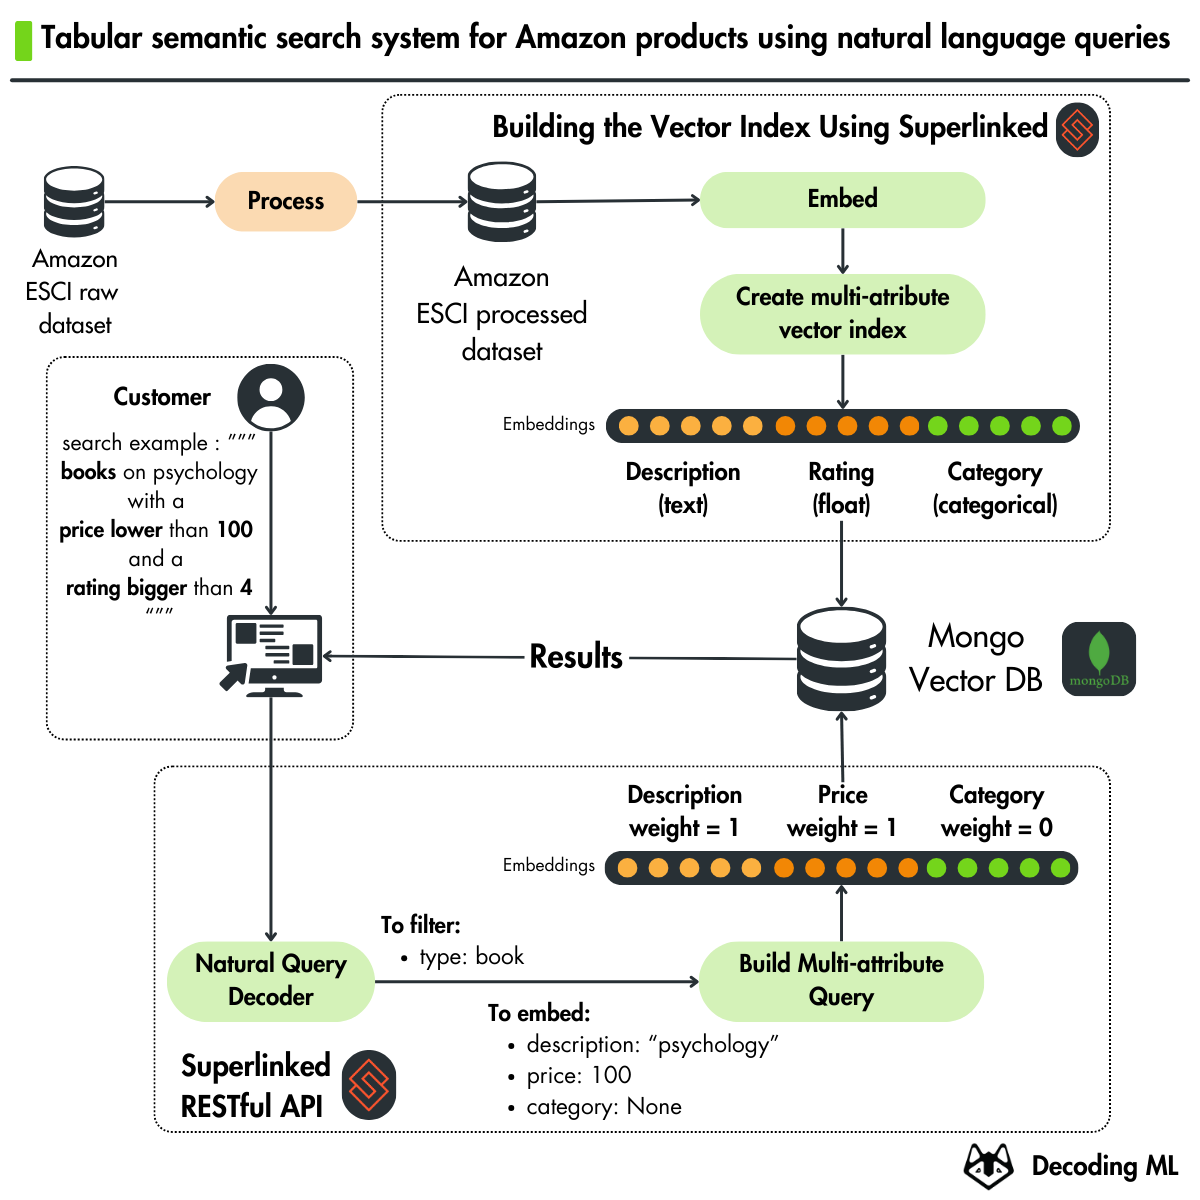 Tabular semantic search system for Amazon products using natural language queries
Building the Vector Index Using Superlinked
Process
Embed
Amazon
ESCI raw
dataset
Amazon
ESCI processed
dataset
Create multi-atribute
vector index
Embeddings
Description
(text)
Rating
(float)
Category
(categorical)
Customer
search example : """
books on psychology
with a
price lower than 100
and a
rating bigger than 4
"""
Results
Mongo
Vector DB
mongoDB
Description
weight = 1
Price
weight = 1
Category
weight = 0
Embeddings
Natural Query
Decoder
To filter:
• type: book
To embed:
• description: “psychology”
• price: 100
• category: None
Build Multi-attribute
Query
Superlinked
RESTful API
Decoding ML